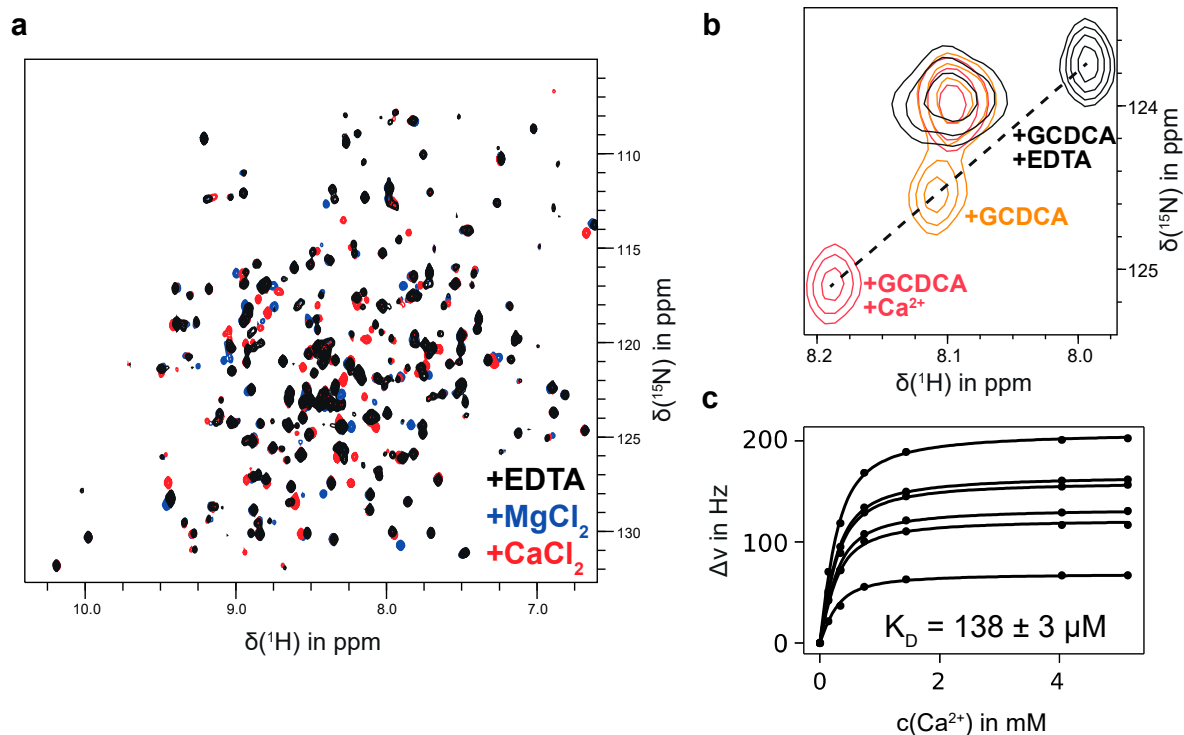 a
110
115
120
125
130
δ(¹⁵N) in ppm
+EDTA
+MgCl₂
+CaCl₂
10.0 9.0 8.0 7.0
δ(¹H) in ppm
b
+GCDCA
+EDTA
+GCDCA
+GCDCA
+Ca²⁺
124
125
δ(¹⁵N) in ppm
8.2 8.1 8.0
δ(¹H) in ppm
c
200
100
0
Δν in Hz
K_D = 138 ± 3 µM
0 2 4
c(Ca²⁺) in mM